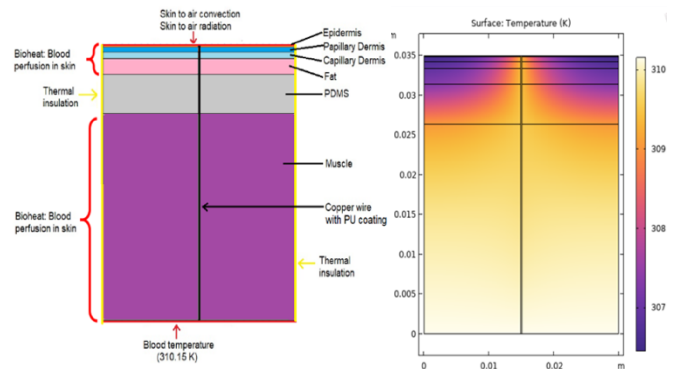 Skin to air convection
Skin to air radiation
Bioheat: Blood
perfusion in skin
Thermal
insulation
Bioheat: Blood
perfusion in skin
Epidermis
Papillary Dermis
Capillary Dermis
Fat
PDMS
Muscle
Copper wire
with PU coating
Thermal
insulation
Blood temperature
(310.15 K)
Surface: Temperature (K)
m
0.035
0.03
0.025
0.02
0.015
0.01
0.005
0
0
0.01
0.02
m
310
309
308
307